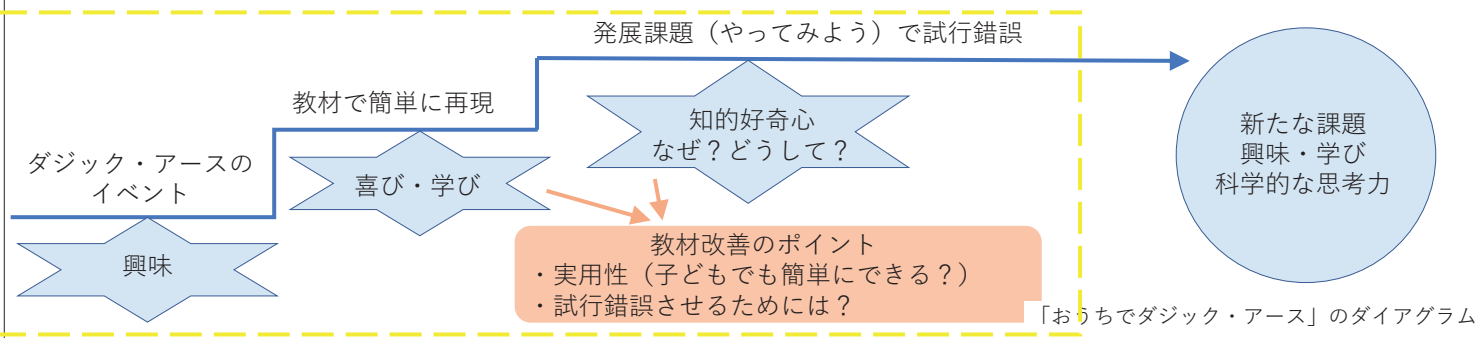 ダジック・アースの
イベント
興味
教材で簡単に再現
喜び・学び
発展課題（やってみよう）で試行錯誤
知的好奇心
なぜ？どうして？
教材改善のポイント
・実用性（子どもでも簡単にできる？）
・試行錯誤させるためには？
新たな課題
興味・学び
科学的な思考力
「おうちでダジック・アース」のダイアグラム